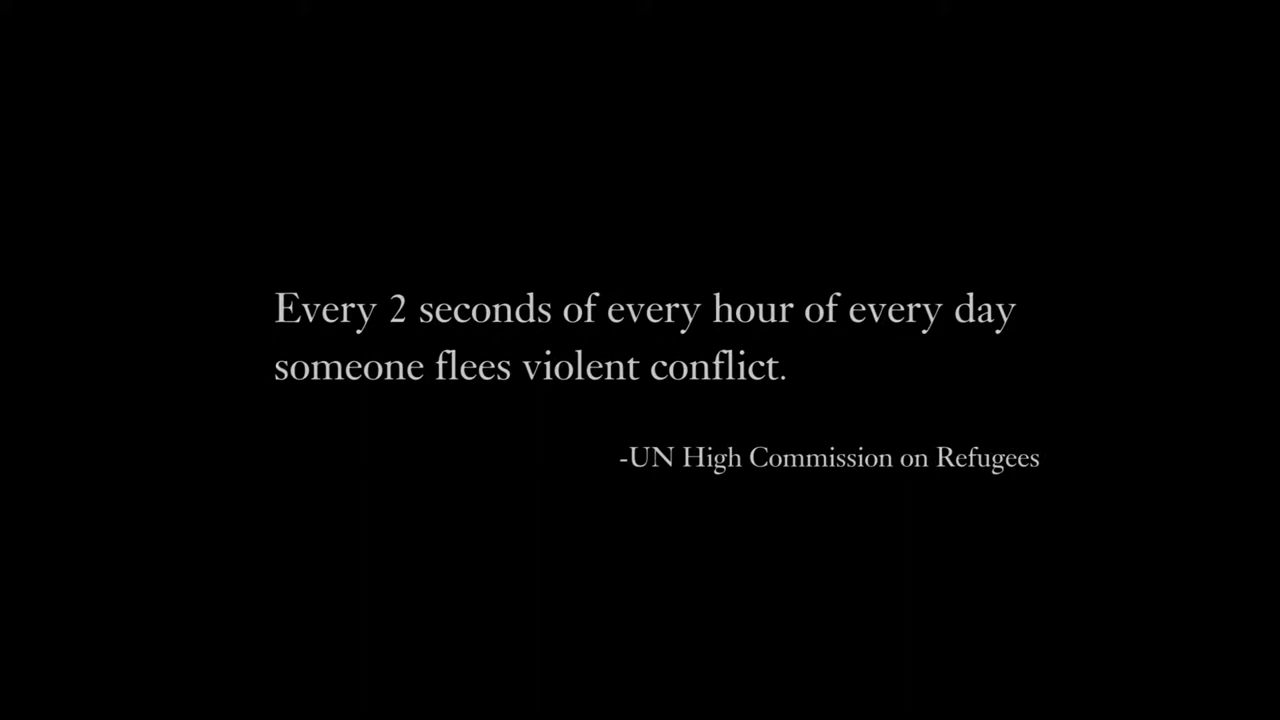 Every 2 seconds of every hour of every day
someone flees violent conflict.
-UN High Commission on Refugees